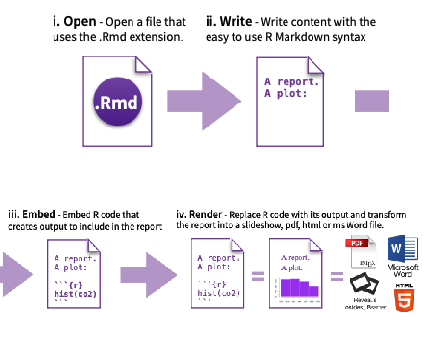 i. Open - Open a file that
uses the .Rmd extension.
ii. Write - Write content with the
easy to use R Markdown syntax
.Rmd
A report.
A plot:
iii. Embed - Embed R code that
creates output to include in the report
iv. Render - Replace R code with its output and transform
the report into a slideshow, pdf, html or ms Word file.
A report.
A plot:
```{r}
hist(co2)
```
A report.
A plot:
```{r}
hist(co2)
```
=
A report.
A plot:
=
PDF
W
Microsoft
Word
HTML
5